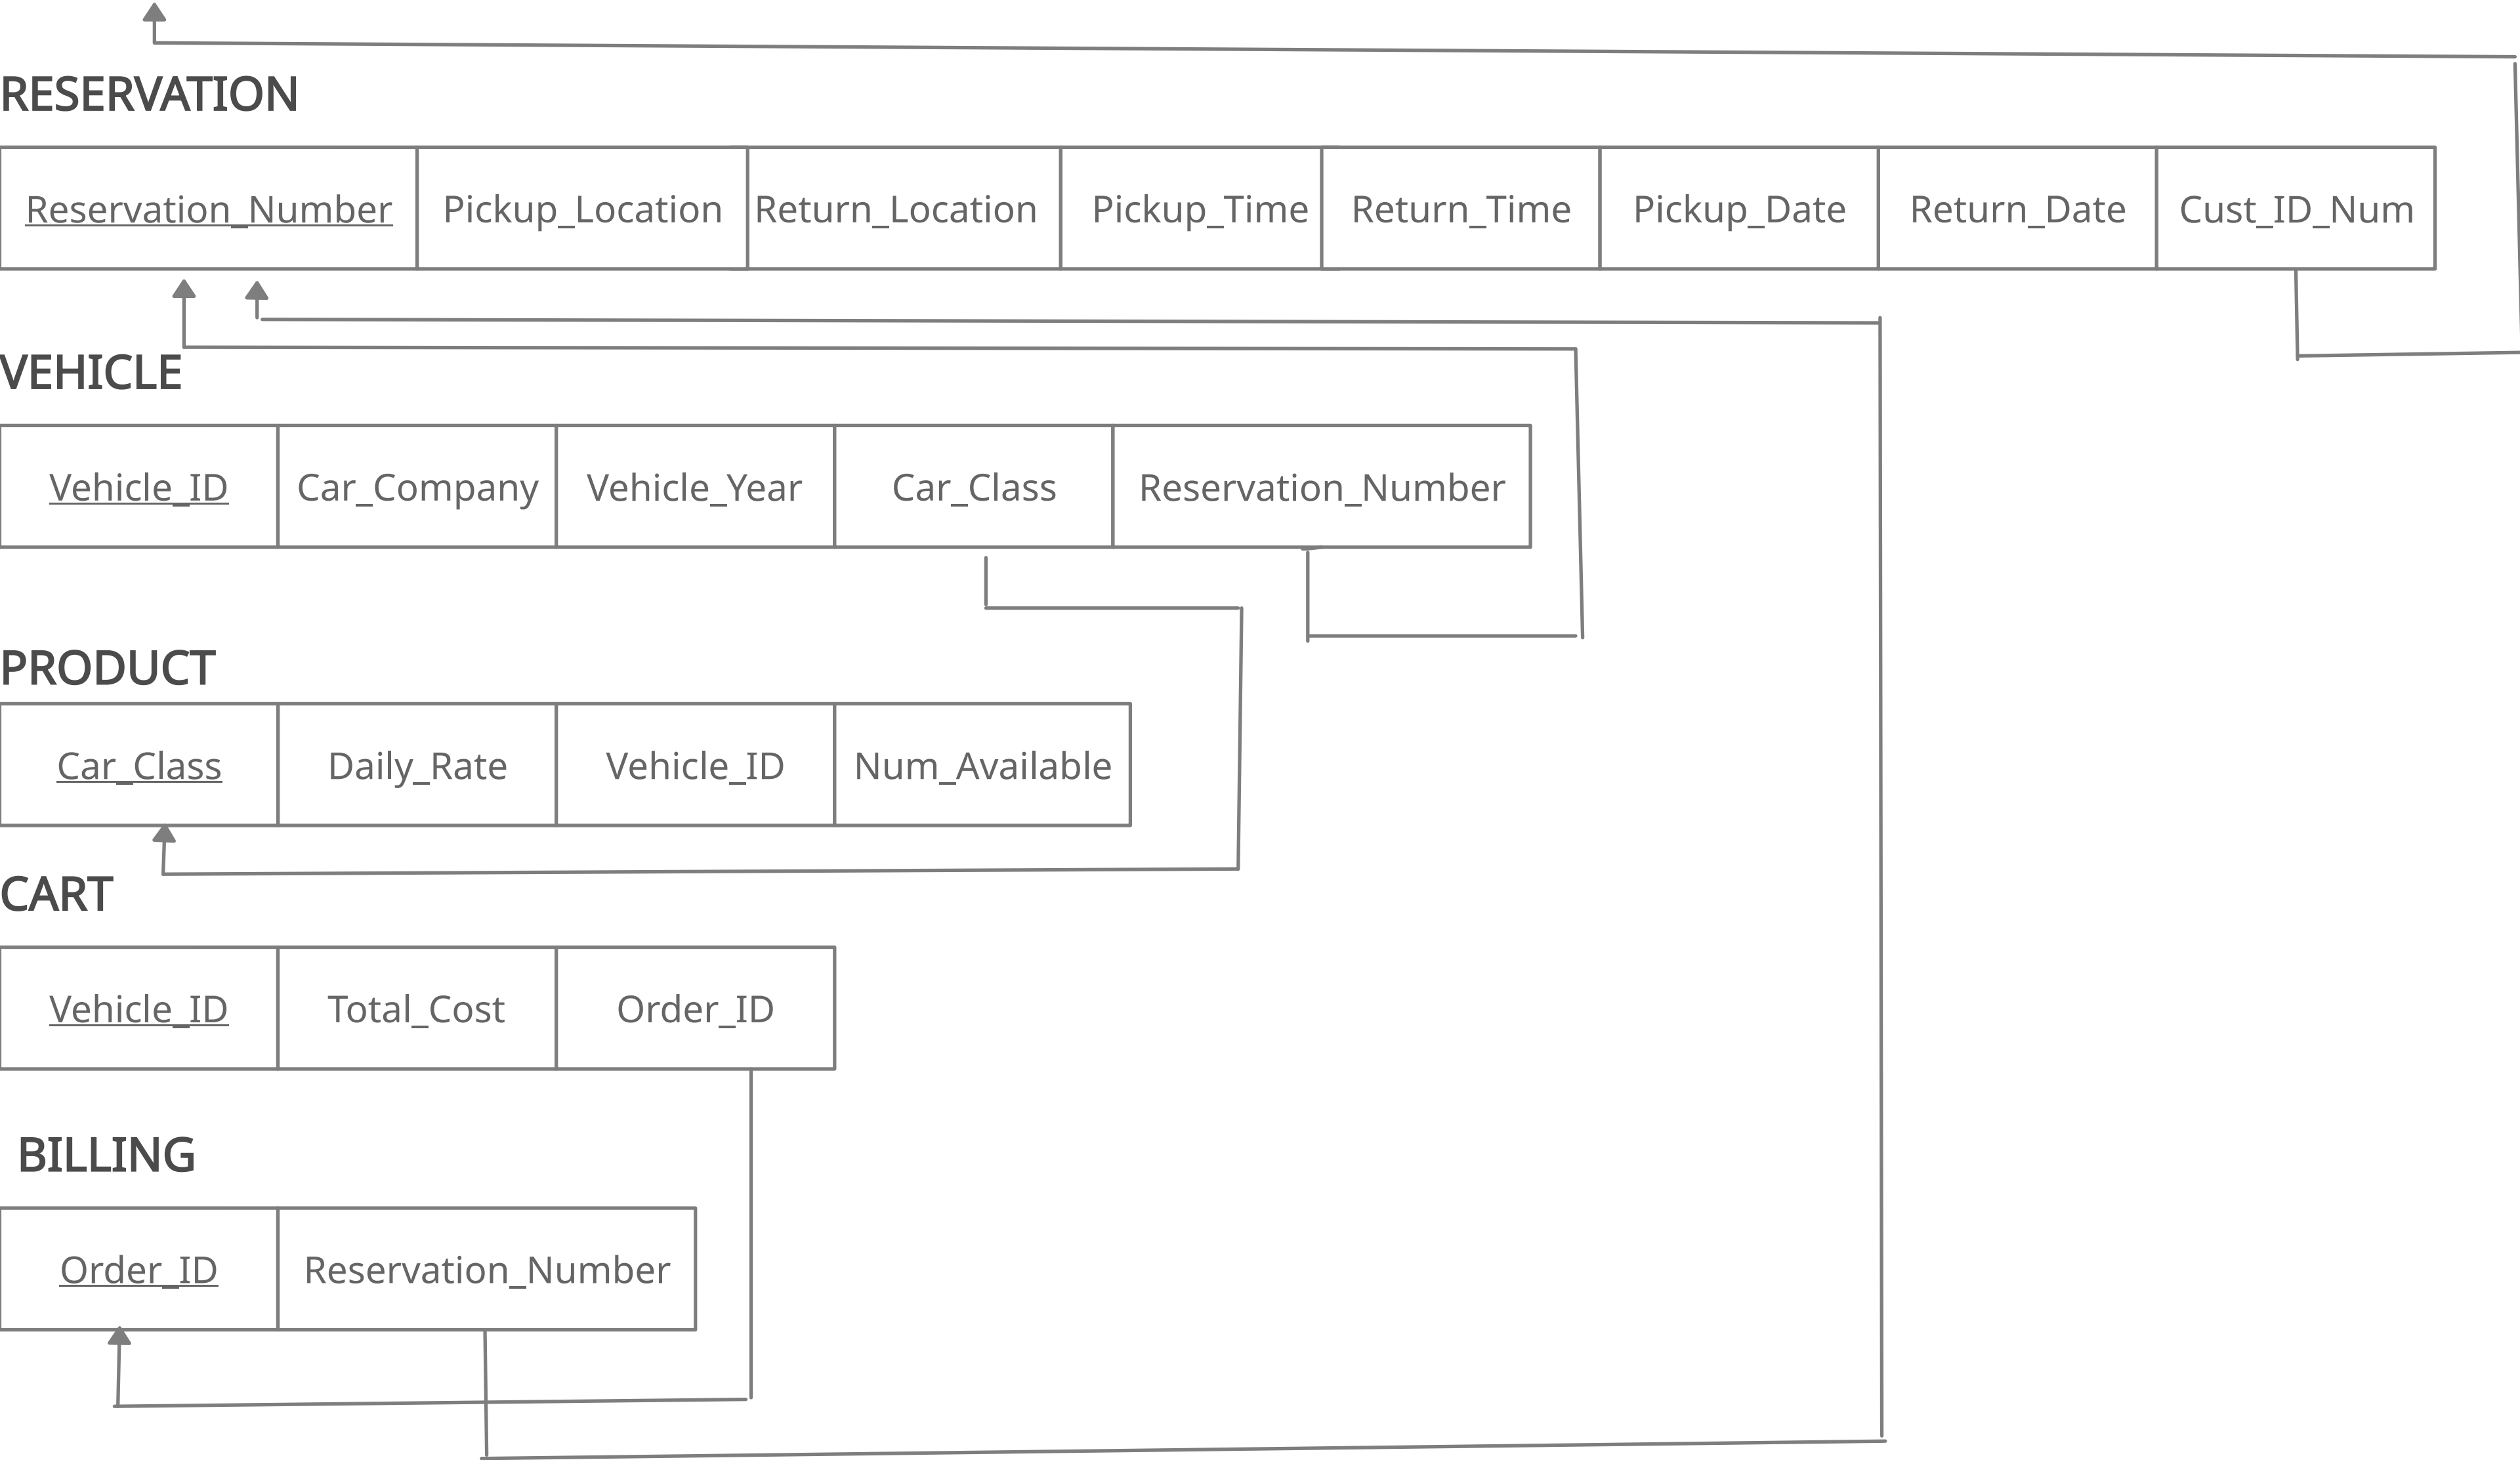 RESERVATION
Reservation_Number Pickup_Location Return_Location Pickup_Time Return_Time Pickup_Date Return_Date Cust_ID_Num
VEHICLE
Vehicle_ID Car_Company Vehicle_Year Car_Class Reservation_Number
PRODUCT
Car_Class Daily_Rate Vehicle_ID Num_Available
CART
Vehicle_ID Total_Cost Order_ID
BILLING
Order_ID Reservation_Number